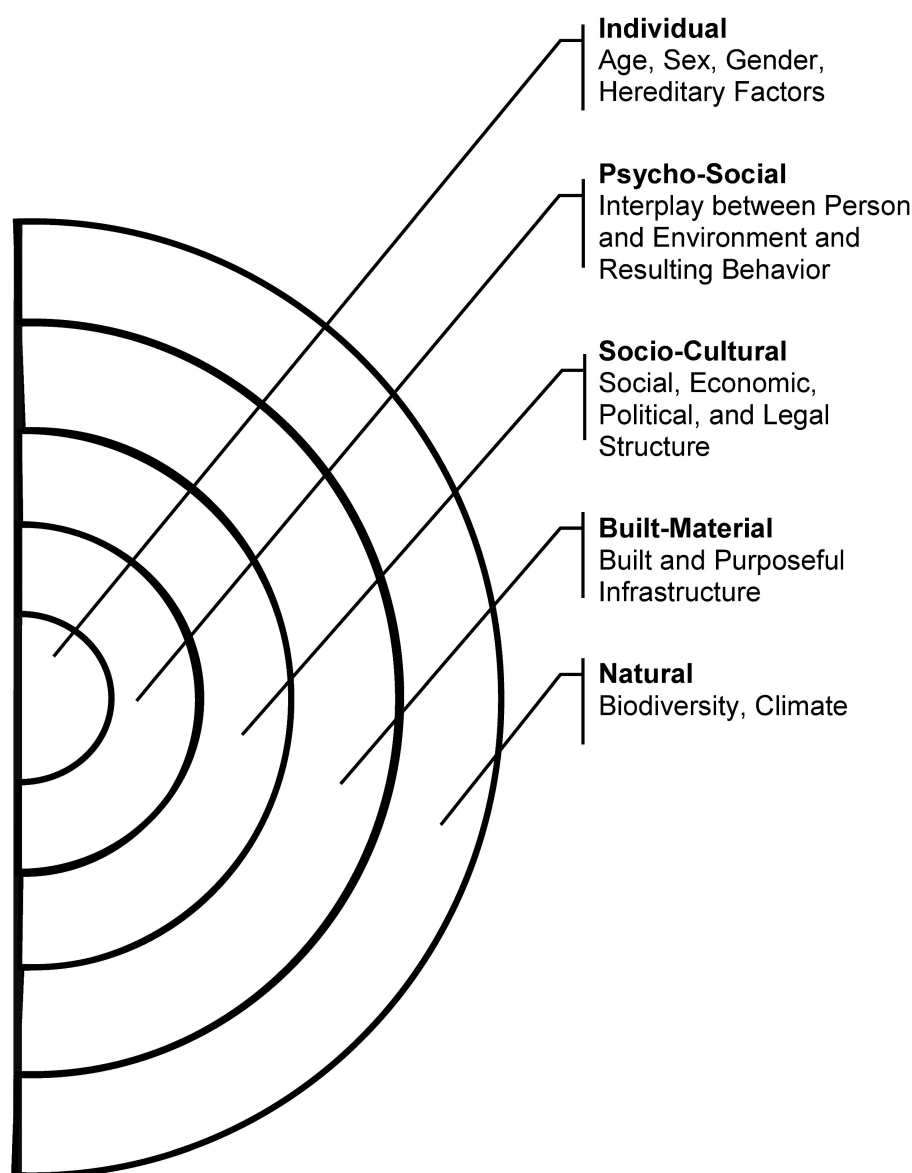 Individual
Age, Sex, Gender,
Hereditary Factors
Psycho-Social
Interplay between Person
and Environment and
Resulting Behavior
Socio-Cultural
Social, Economic,
Political, and Legal
Structure
Built-Material
Built and Purposeful
Infrastructure
Natural
Biodiversity, Climate